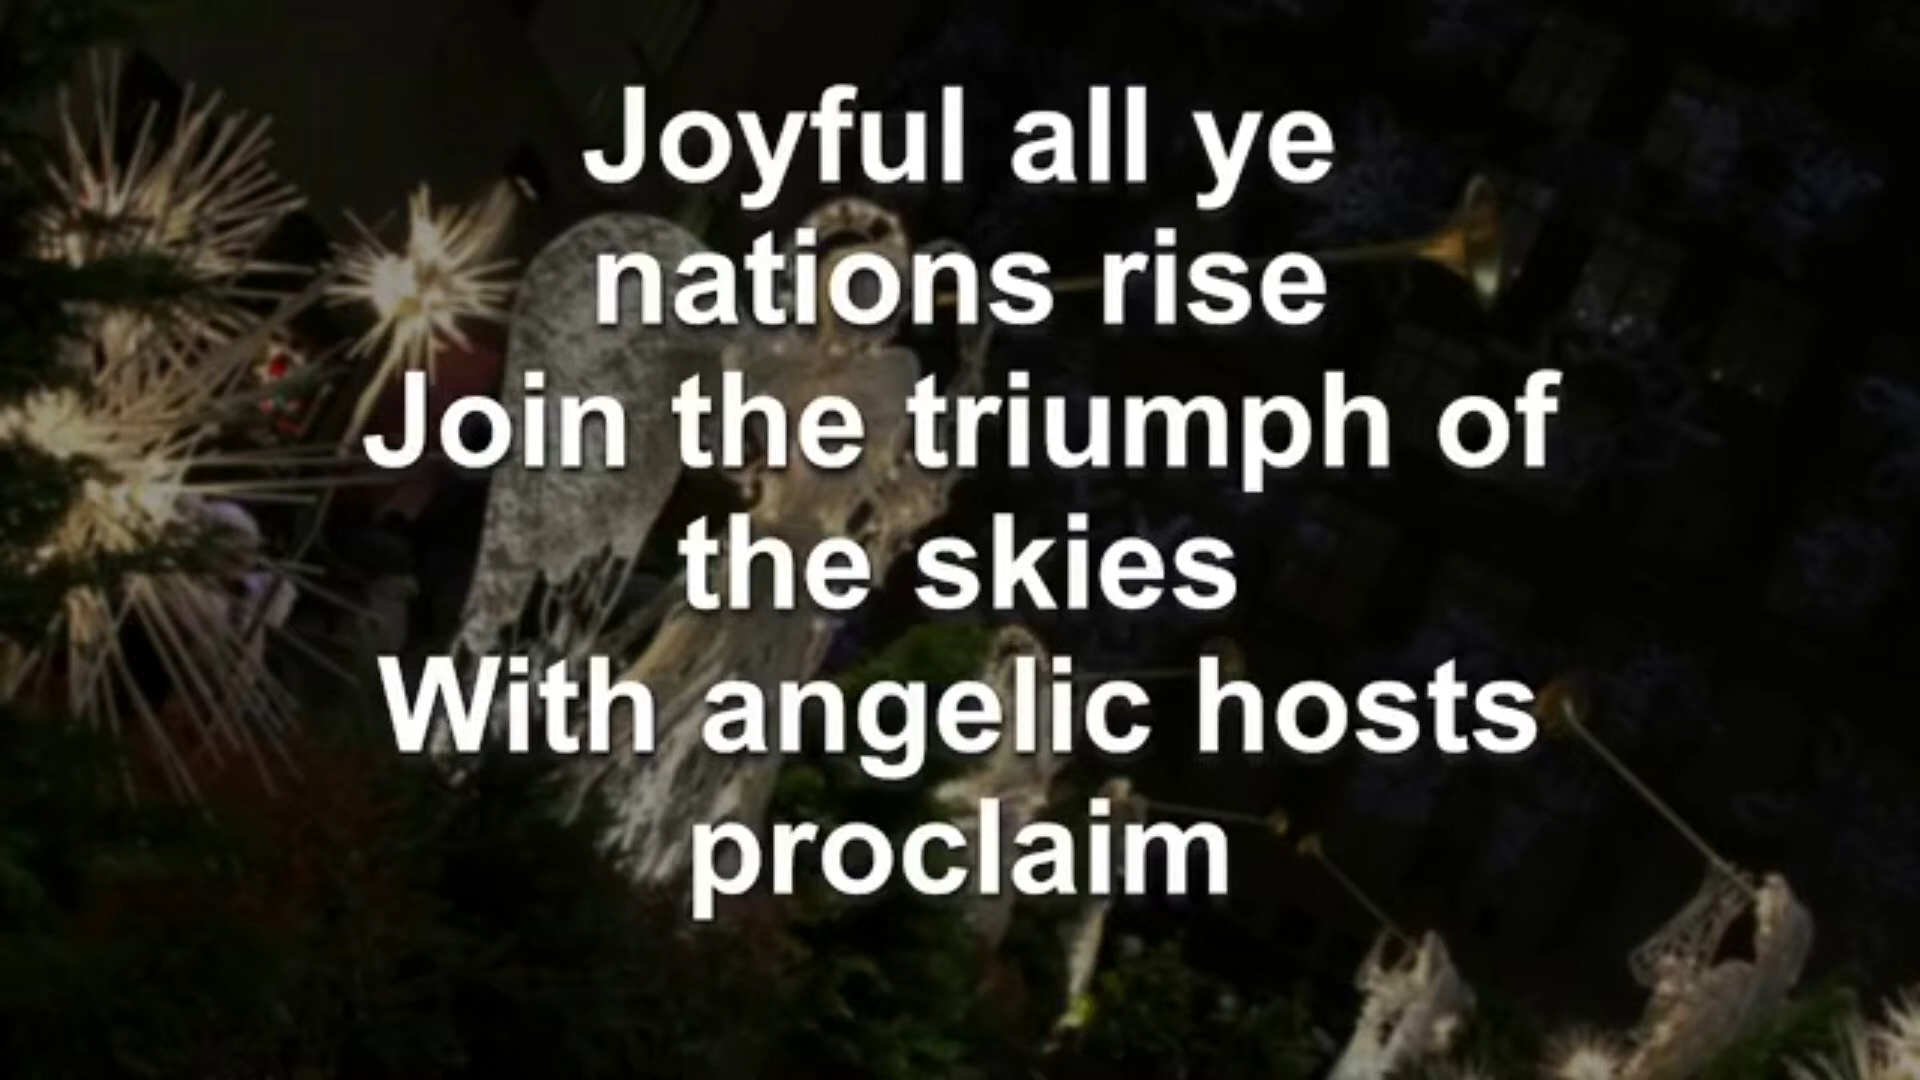 Joyful all ye
nations rise
Join the triumph of
the skies
With angelic hosts
proclaim